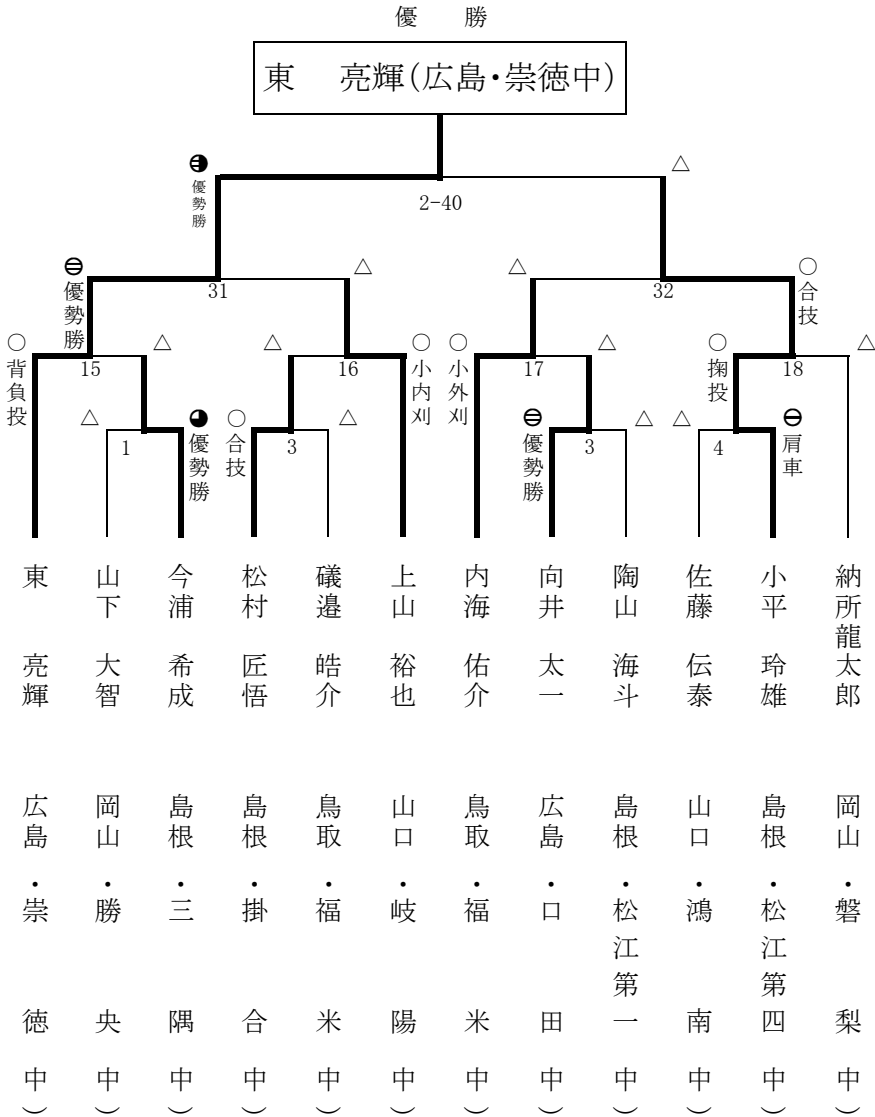 優 勝
東 亮輝(広島・崇徳中)
優勢勝
△
2-40
優勢勝
31
△
△
32
○合技
○背負投
15
△
△
16
○小内刈
○小外刈
17
△
○掬投
18
△
△
1
優勢勝
○合技
3
△
優勢勝
3
△
△
4
肩車
東 亮輝 広島・崇徳中)
山下 大智 岡山・勝央中)
今浦 希成 島根・三隅中)
松村 匠悟 島根・掛合中)
礒邉 皓介 鳥取・福米中)
上山 裕也 山口・岐陽中)
内海 佑介 鳥取・福米中)
向井 太一 広島・口田中)
陶山 海斗 島根・松江第一中)
佐藤 伝泰 山口・鴻南中)
小平 玲雄 島根・松江第四中)
納所龍太郎 岡山・磐梨中)